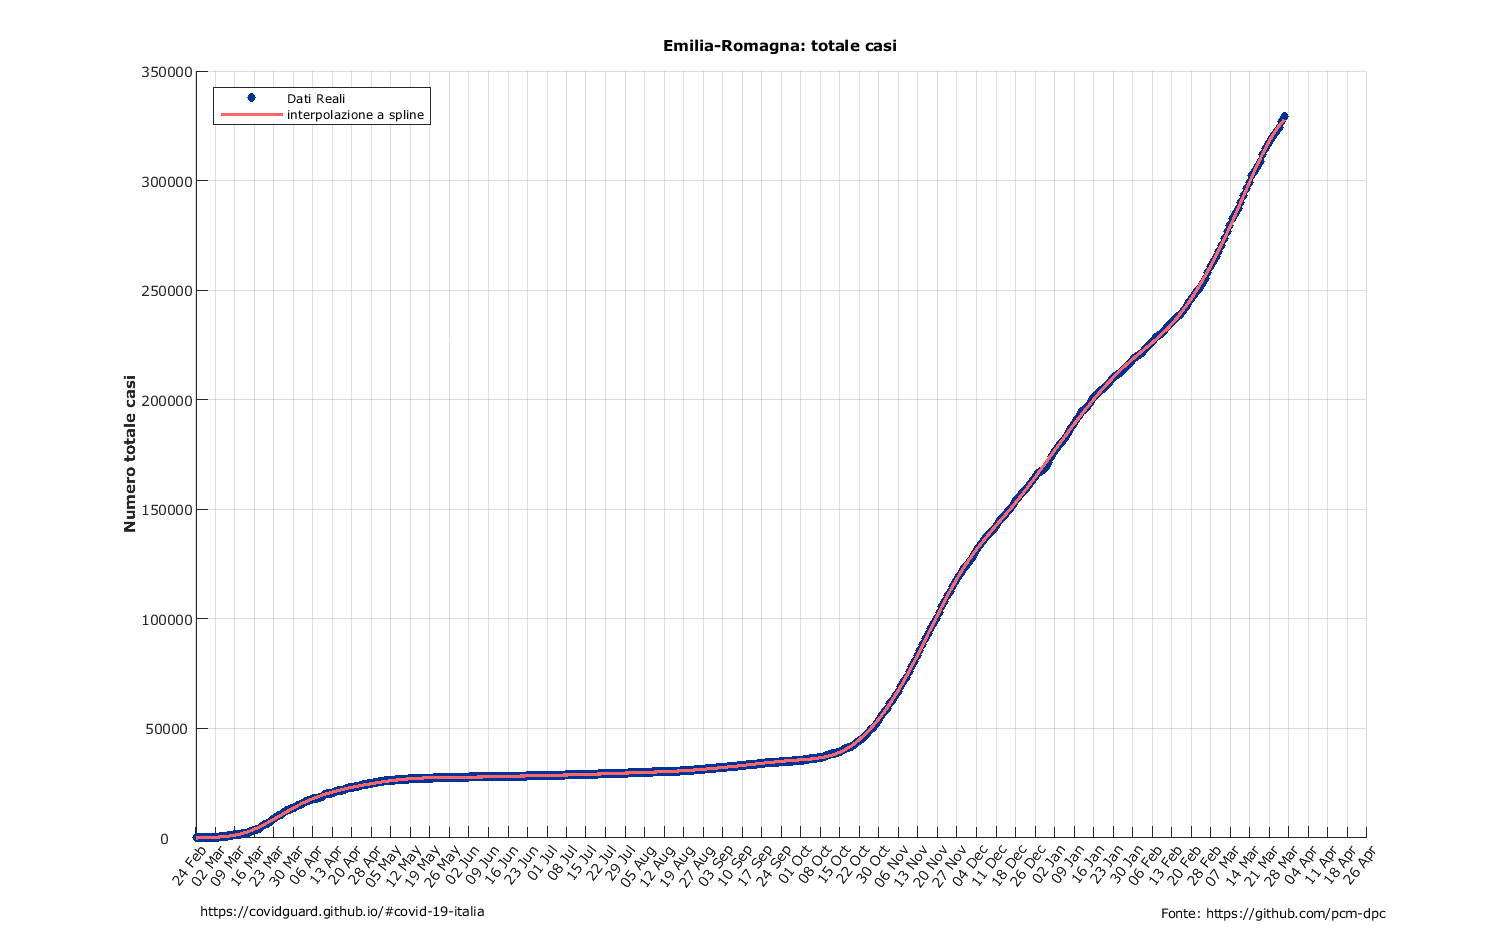 Emilia-Romagna: totale casi
350000
300000
250000
200000
150000
100000
50000
0
Numero totale casi
Dati Reali
interpolazione a spline
24 Feb
02 Mar
09 Mar
16 Mar
23 Mar
30 Mar
06 Apr
13 Apr
20 Apr
28 Apr
05 May
12 May
19 May
26 May
02 Jun
09 Jun
16 Jun
23 Jun
01 Jul
08 Jul
15 Jul
22 Jul
29 Jul
05 Aug
12 Aug
19 Aug
27 Aug
03 Sep
10 Sep
17 Sep
24 Sep
01 Oct
08 Oct
15 Oct
22 Oct
30 Oct
06 Nov
13 Nov
20 Nov
27 Nov
04 Dec
11 Dec
18 Dec
26 Dec
02 Jan
09 Jan
16 Jan
23 Jan
30 Jan
06 Feb
13 Feb
20 Feb
28 Feb
07 Mar
14 Mar
21 Mar
28 Mar
04 Apr
11 Apr
18 Apr
26 Apr
https://covidguard.github.io/#covid-19-italia
Fonte: https://github.com/pcm-dpc